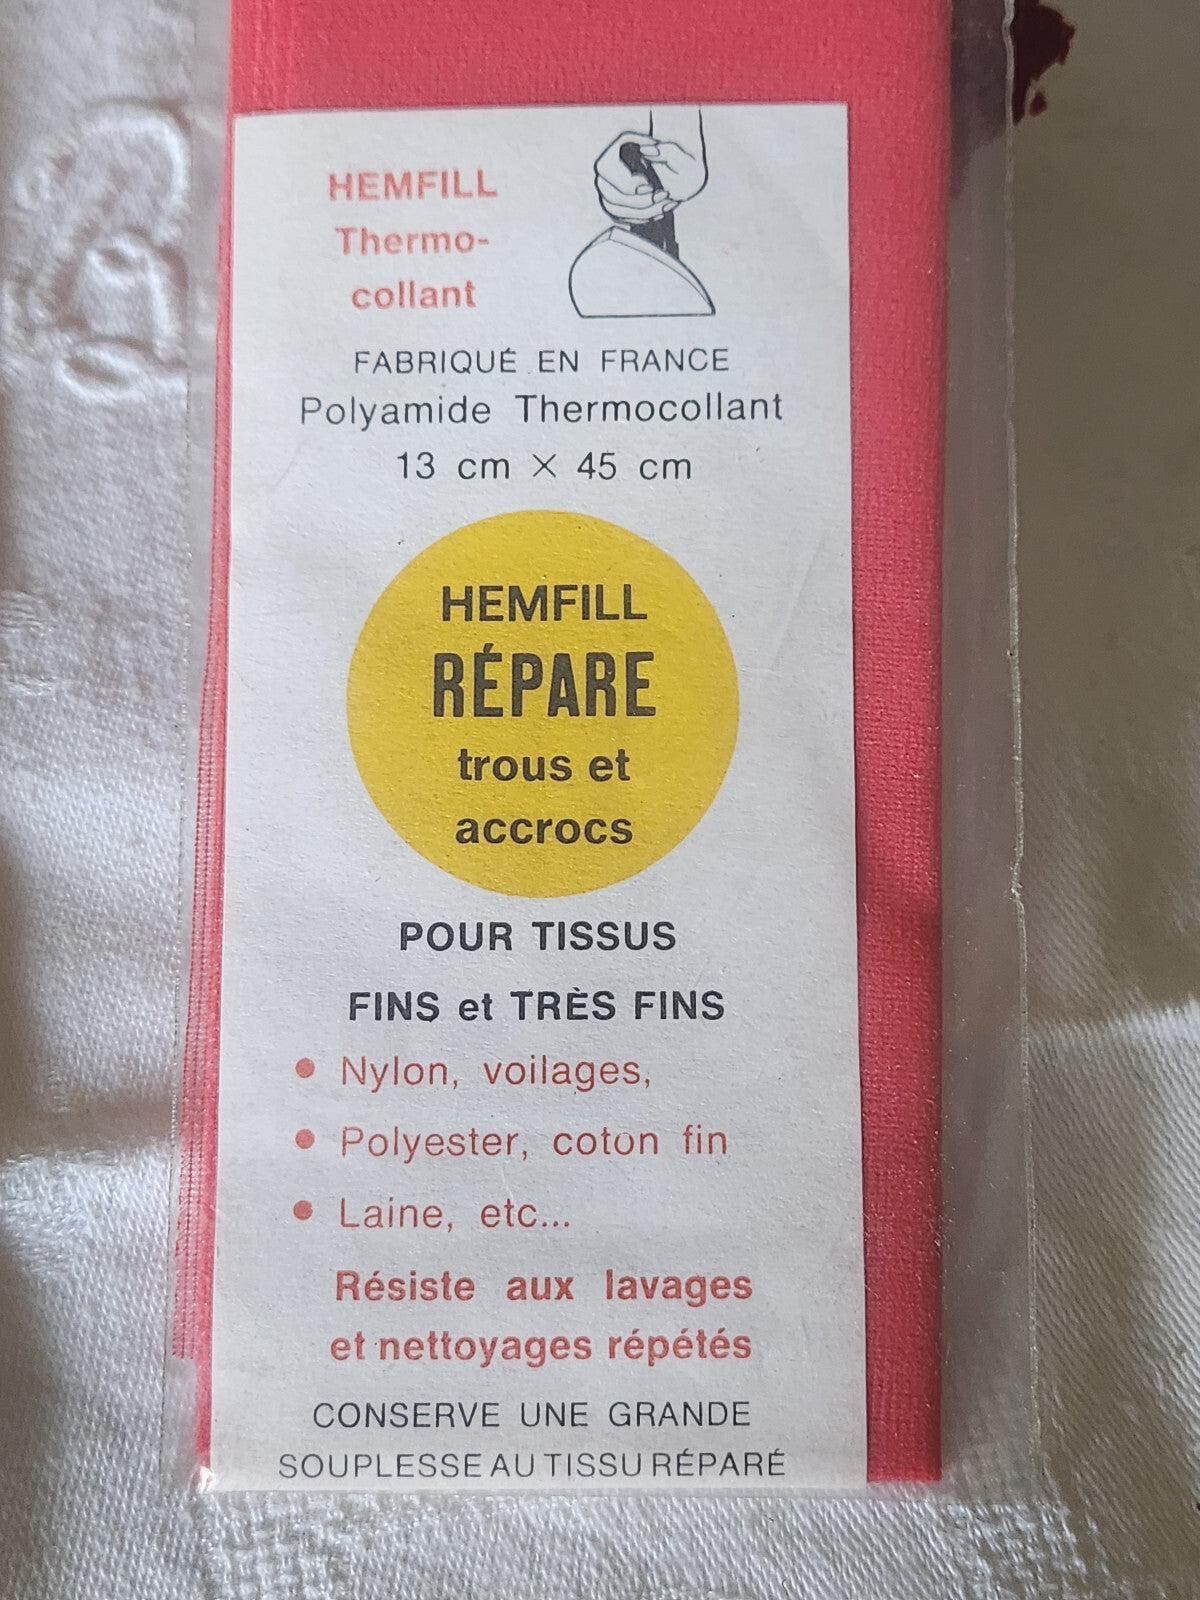 HEMFILL
Thermo-
collant
FABRIQUÉ EN FRANCE
Polyamide Thermocollant
13 cm × 45 cm
HEMFILL
RÉPARE
trous et
accrocs
POUR TISSUS
FINS et TRÈS FINS
• Nylon, voilages,
• Polyester, coton fin
• Laine, etc...
Résiste aux lavages
et nettoyages répétés
CONSERVE UNE GRANDE
SOUPLESSE AU TISSU RÉPARÉ